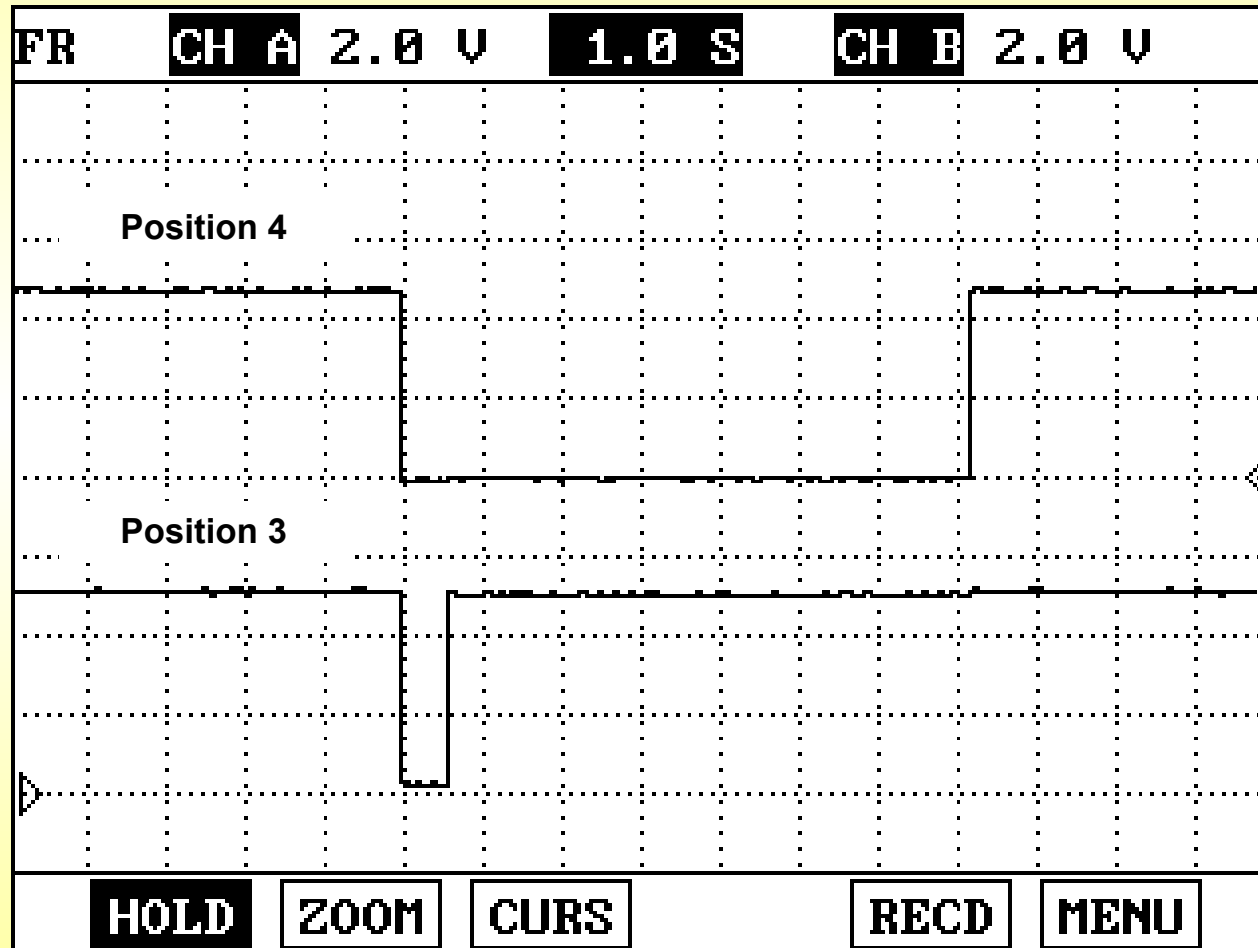 FR CH A 2.0 V 1.0 S CH B 2.0 V
Position 4
Position 3
HOLD ZOOM CURS RECD MENU